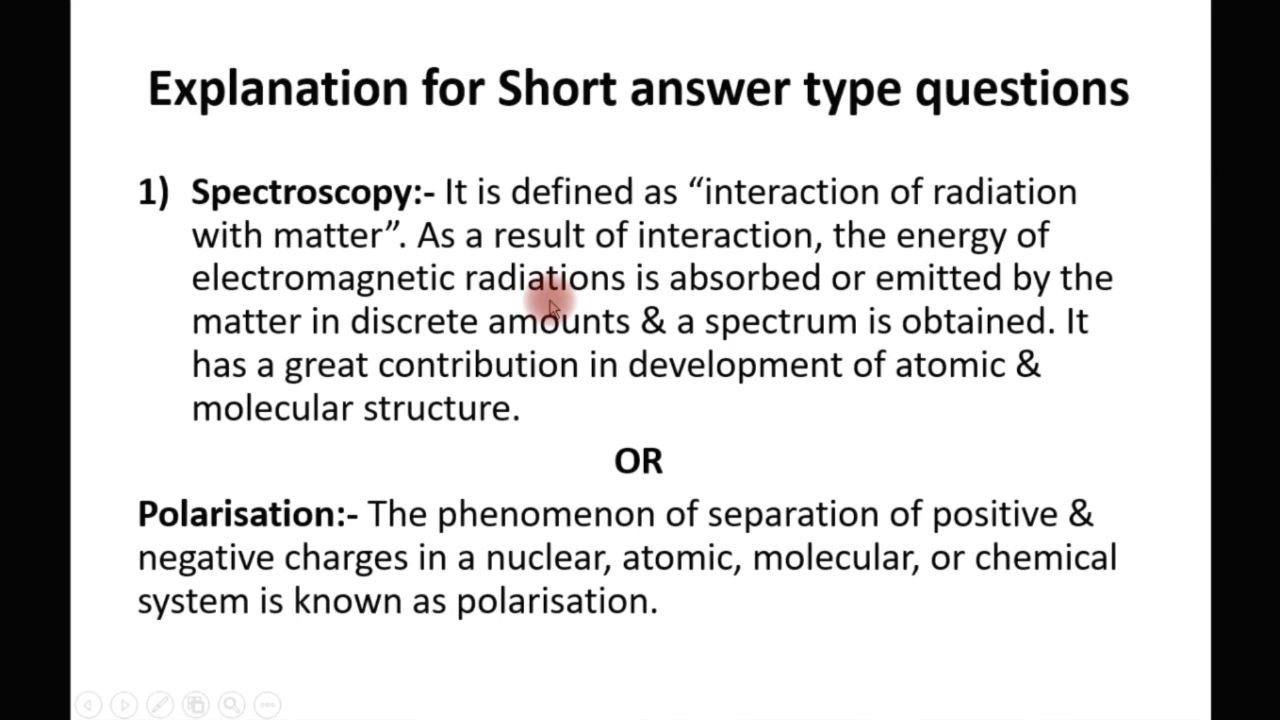 Explanation for Short answer type questions
1) Spectroscopy:- It is defined as “interaction of radiation
with matter”. As a result of interaction, the energy of
electromagnetic radiations is absorbed or emitted by the
matter in discrete amounts & a spectrum is obtained. It
has a great contribution in development of atomic &
molecular structure.
OR
Polarisation:- The phenomenon of separation of positive &
negative charges in a nuclear, atomic, molecular, or chemical
system is known as polarisation.